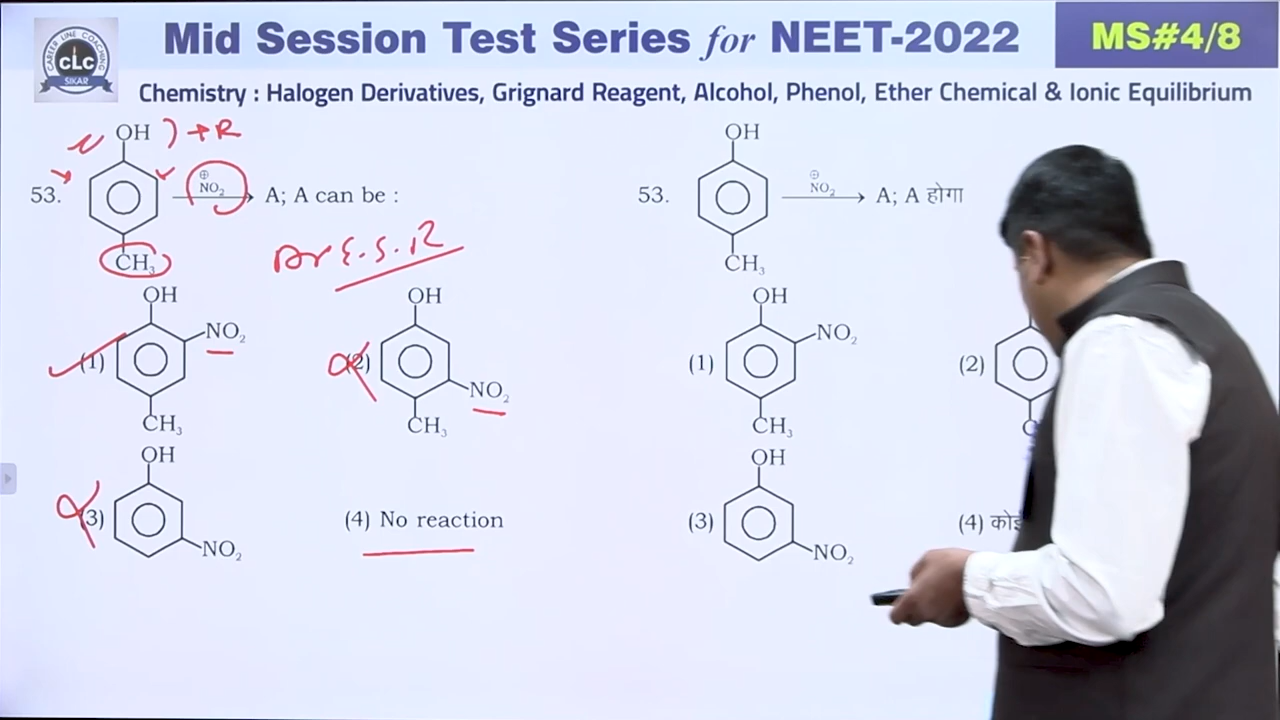 CAREER LINE COACHING
CLC
SIKAR
Mid Session Test Series for NEET-2022
MS#4/8
Chemistry : Halogen Derivatives, Grignard Reagent, Alcohol, Phenol, Ether Chemical & Ionic Equilibrium
OH ) +R
53.
⊕
NO₂
A; A can be :
CH₃
Ar E.S.R
(1)
OH
NO₂
CH₃
(2)
OH
NO₂
CH₃
(3)
OH
NO₂
(4) No reaction
OH
53.
⊕
NO₂
A; A होगा
CH₃
(1)
OH
NO₂
CH₃
(2)
(3)
OH
NO₂
(4)